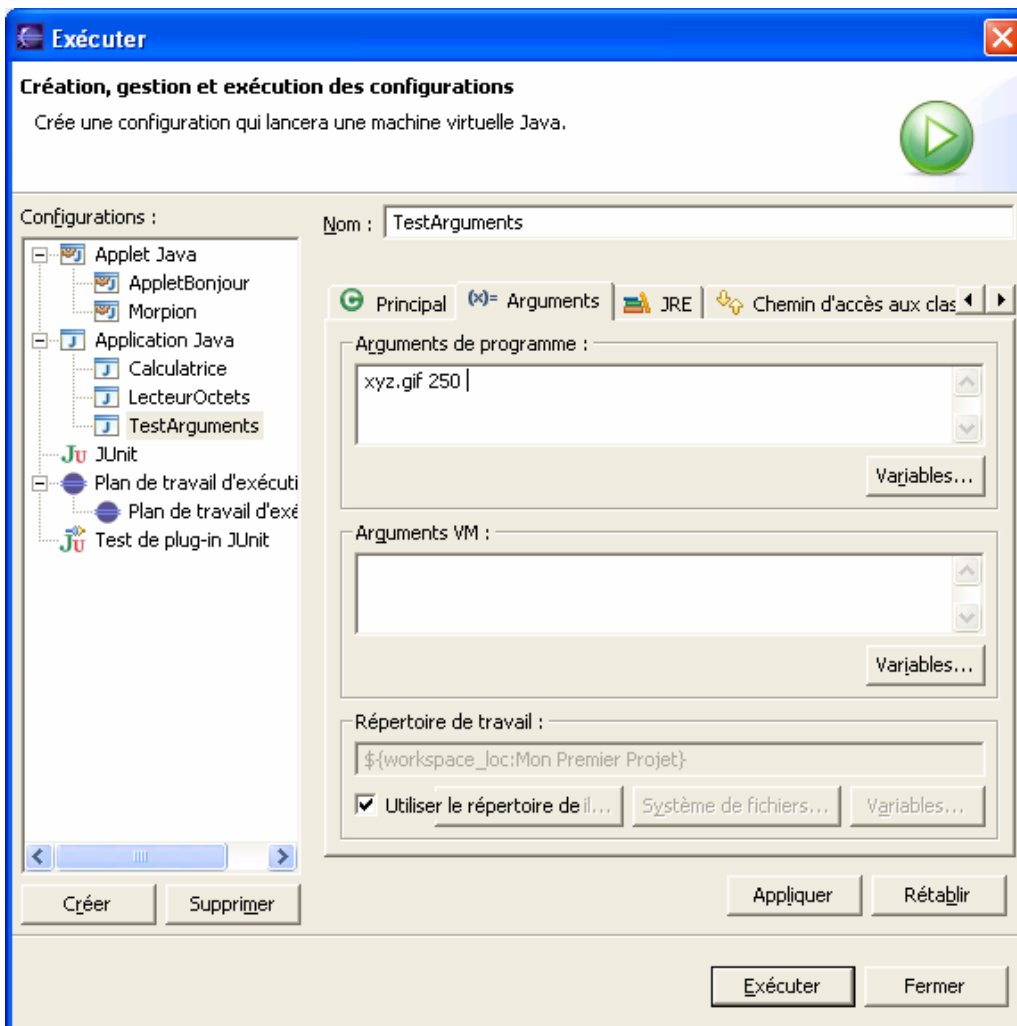 Exécuter
Création, gestion et exécution des configurations
Crée une configuration qui lancera une machine virtuelle Java.
Configurations :
Applet Java
AppletBonjour
Morpion
Application Java
Calculatrice
LecteurOctets
TestArguments
JUnit
Plan de travail d'exécuti
Plan de travail d'exé
Test de plug-in JUnit
Créer
Supprimer
Nom : TestArguments
Principal (x)= Arguments JRE Chemin d'accès aux clas
Arguments de programme :
xyz.gif 250
Variables...
Arguments VM :
Variables...
Répertoire de travail :
${workspace_loc:Mon Premier Projet}
Utiliser le répertoire de il... Système de fichiers... Variables...
Appliquer Rétablir
Exécuter Fermer